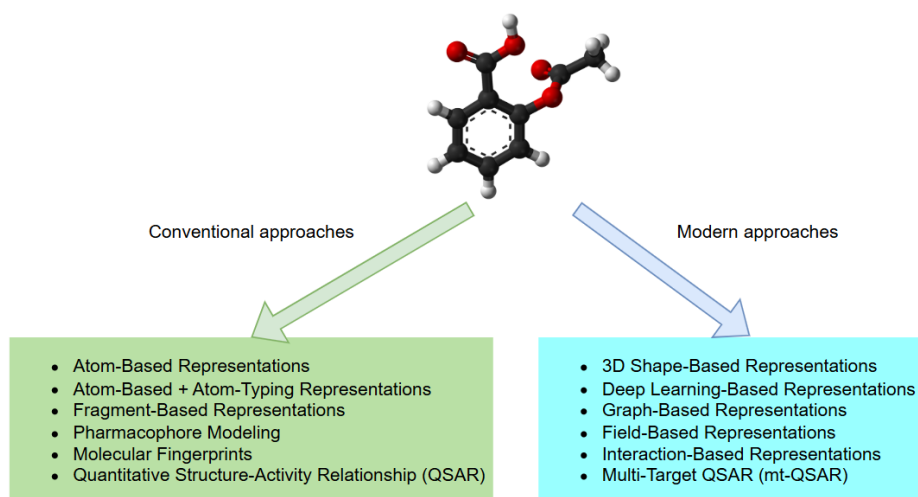 Conventional approaches
Modern approaches
• Atom-Based Representations
• Atom-Based + Atom-Typing Representations
• Fragment-Based Representations
• Pharmacophore Modeling
• Molecular Fingerprints
• Quantitative Structure-Activity Relationship (QSAR)
• 3D Shape-Based Representations
• Deep Learning-Based Representations
• Graph-Based Representations
• Field-Based Representations
• Interaction-Based Representations
• Multi-Target QSAR (mt-QSAR)